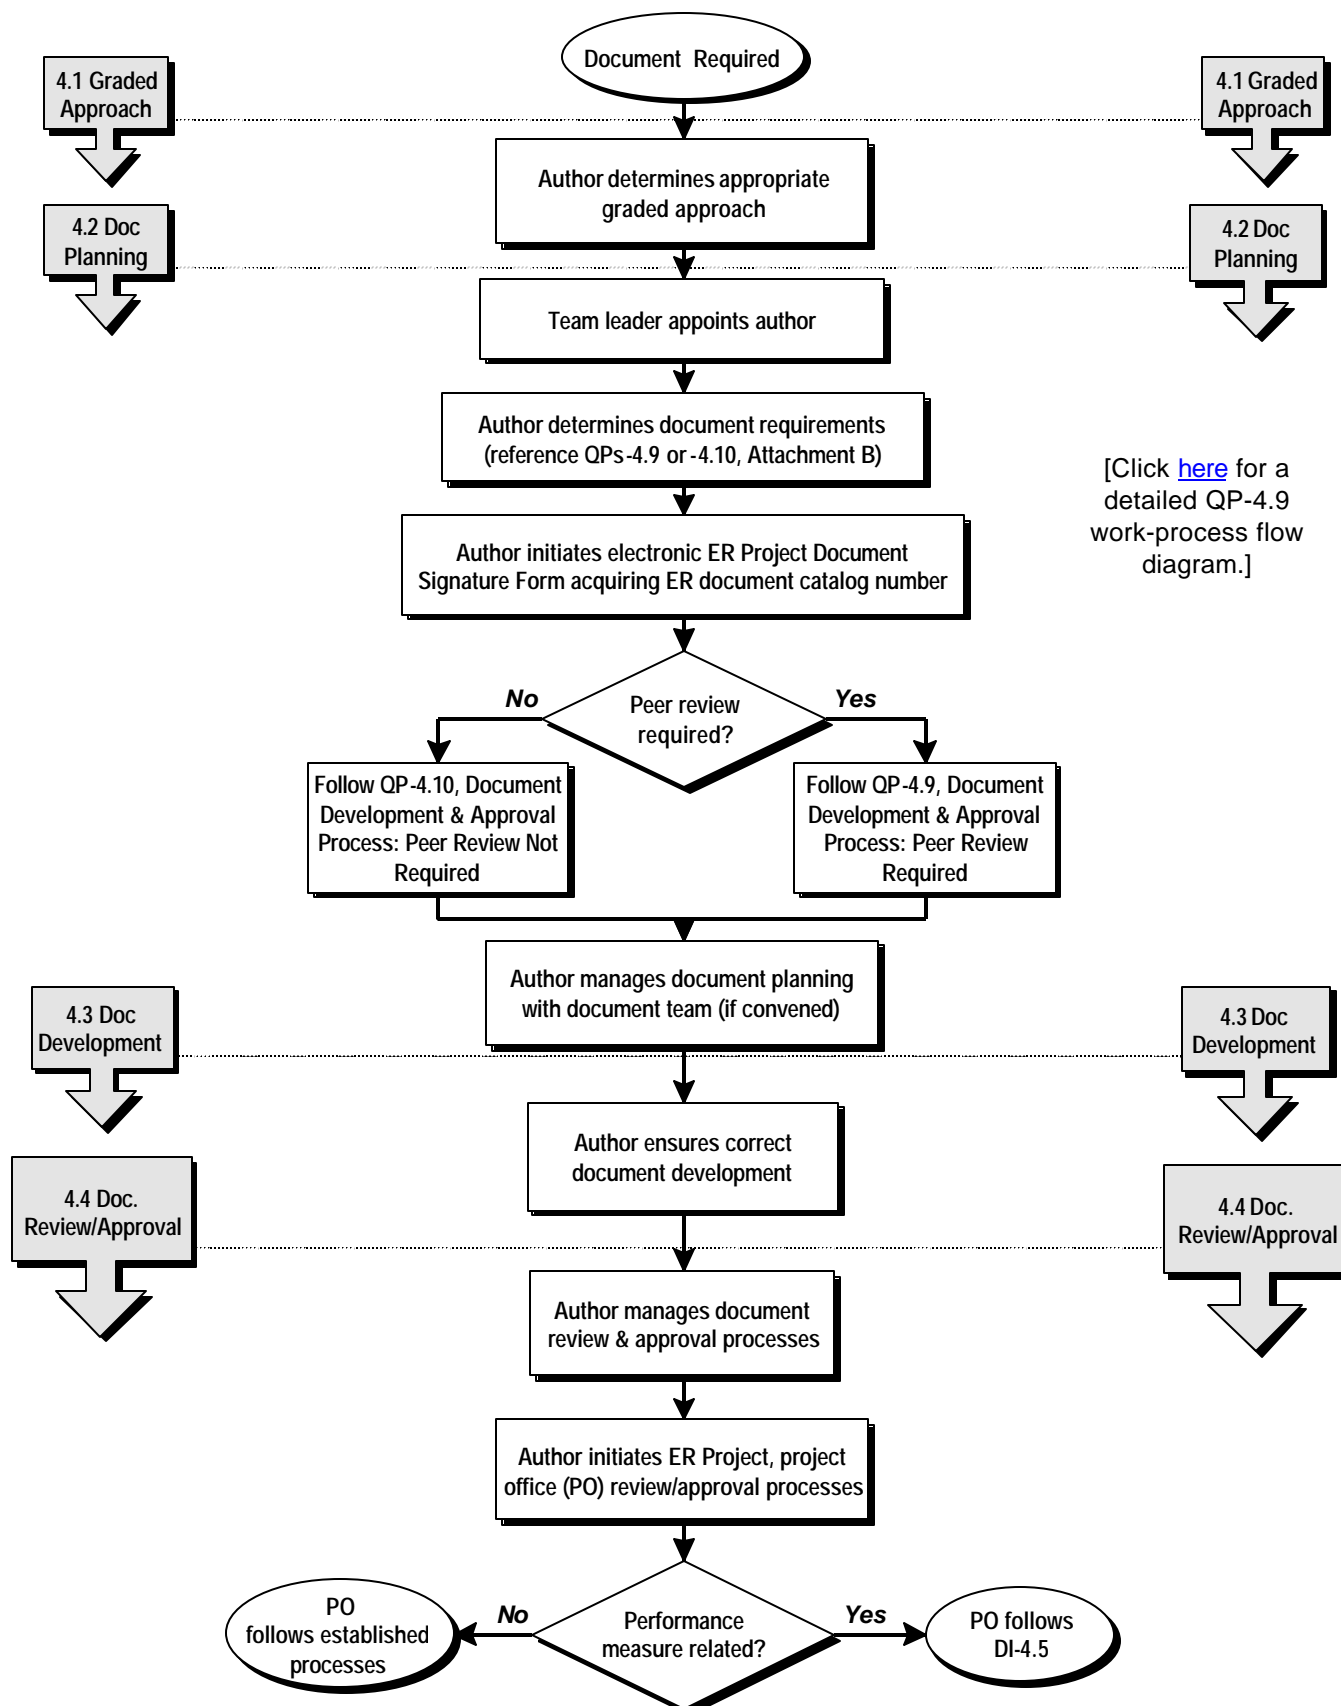 Document Required
4.1 Graded
Approach
4.1 Graded
Approach
Author determines appropriate
graded approach
4.2 Doc
Planning
4.2 Doc
Planning
Team leader appoints author
Author determines document requirements
(reference QPs-4.9 or -4.10, Attachment B)
[Click here for a
detailed QP-4.9
work-process flow
diagram.]
Author initiates electronic ER Project Document
Signature Form acquiring ER document catalog number
No
Peer review
required?
Yes
Follow QP-4.10, Document
Development & Approval
Process: Peer Review Not
Required
Follow QP-4.9, Document
Development & Approval
Process: Peer Review
Required
Author manages document planning
with document team (if convened)
4.3 Doc
Development
4.3 Doc
Development
Author ensures correct
document development
4.4 Doc.
Review/Approval
4.4 Doc.
Review/Approval
Author manages document
review & approval processes
Author initiates ER Project, project
office (PO) review/approval processes
PO
follows established
processes
No
Performance
measure related?
Yes
PO follows
DI-4.5